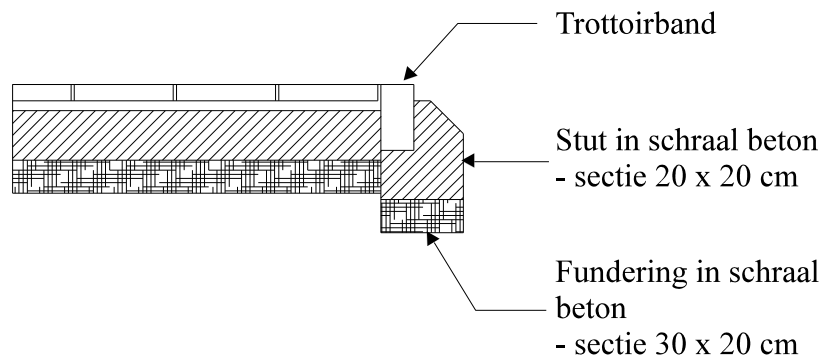 Trottoirband
Stut in schraal beton
- sectie 20 x 20 cm
Fundering in schraal
beton
- sectie 30 x 20 cm